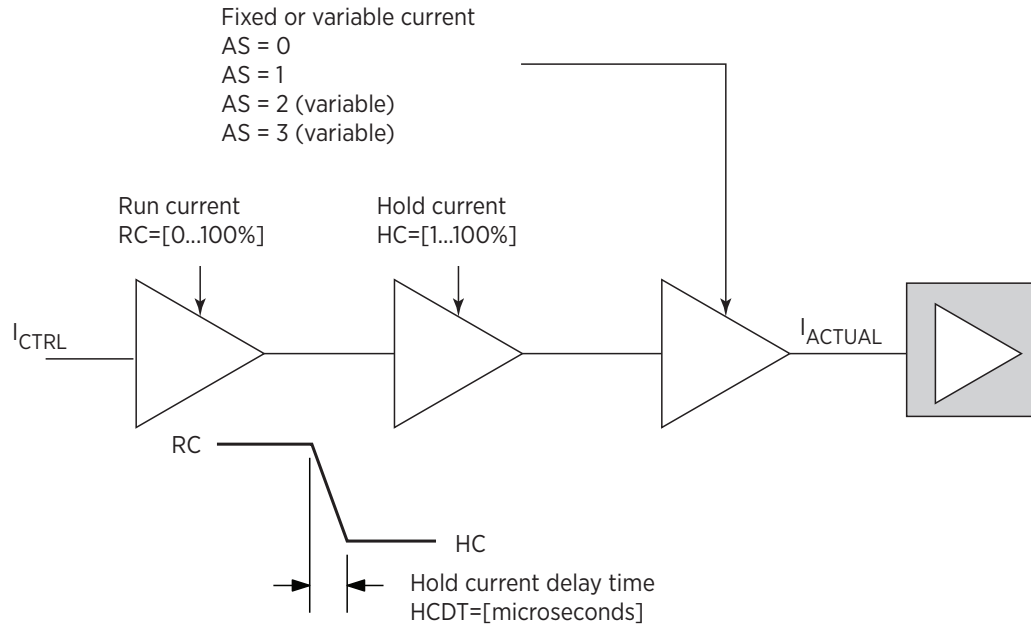 Fixed or variable current
AS = 0
AS = 1
AS = 2 (variable)
AS = 3 (variable)
Run current
RC=[0...100%]
Hold current
HC=[1...100%]
ICTRL
IACTUAL
RC
HC
Hold current delay time
HCDT=[microseconds]